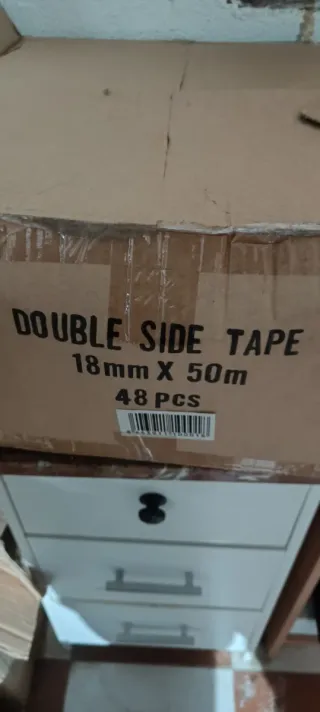 DOUBLE SIDE TAPE
18mm X 50m
48 PCS